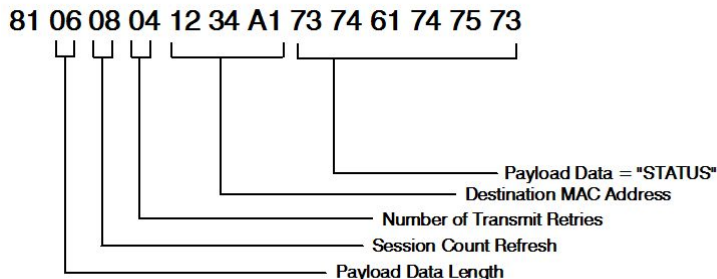 81 06 08 04 12 34 A1 73 74 61 74 75 73
Payload Data = "STATUS"
Destination MAC Address
Number of Transmit Retries
Session Count Refresh
Payload Data Length